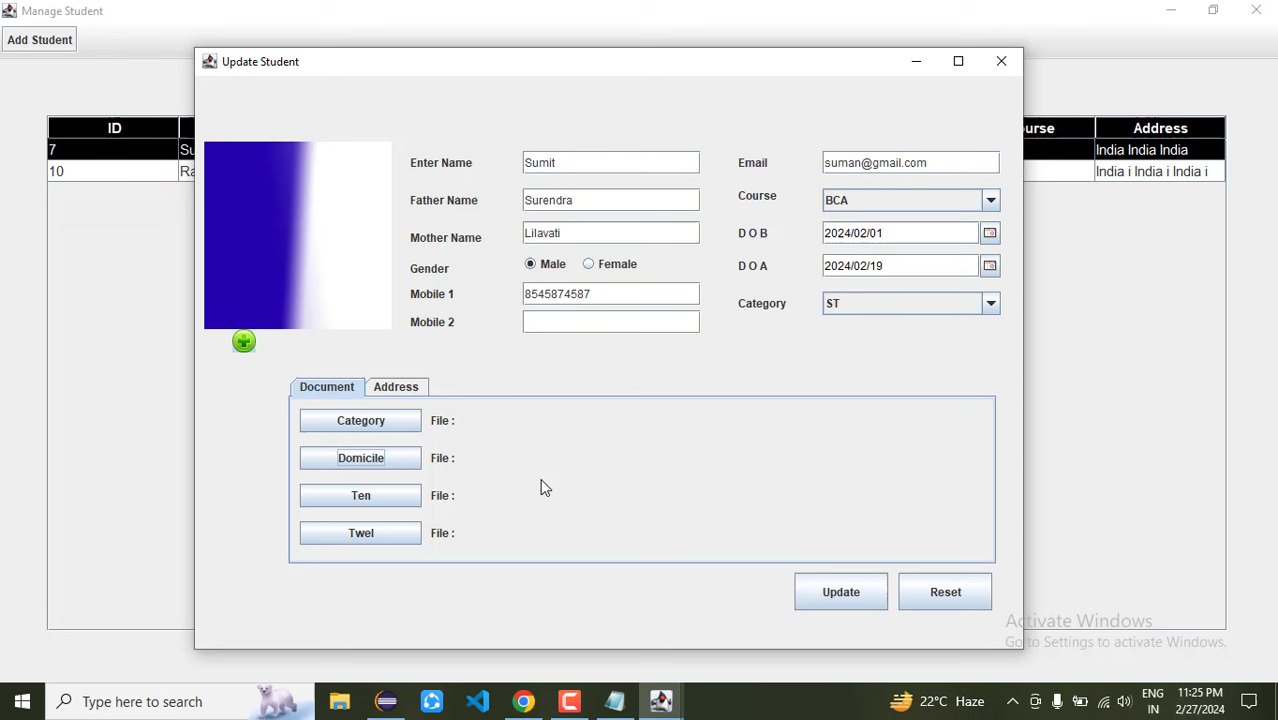 Manage Student
Add Student
Update Student
ID
Course
Address
7
Su
India India India
10
Ra
India i India i India i
Enter Name
Sumit
Email
suman@gmail.com
Father Name
Surendra
Course
BCA
Mother Name
Lilavati
D O B
2024/02/01
Gender
Male
Female
D O A
2024/02/19
Mobile 1
8545874587
Category
ST
Mobile 2
Document
Address
Category
File :
Domicile
File :
Ten
File :
Twel
File :
Update
Reset
Activate Windows
Go to Settings to activate Windows.
Type here to search
22°C Haze
ENG
IN
11:25 PM
2/27/2024